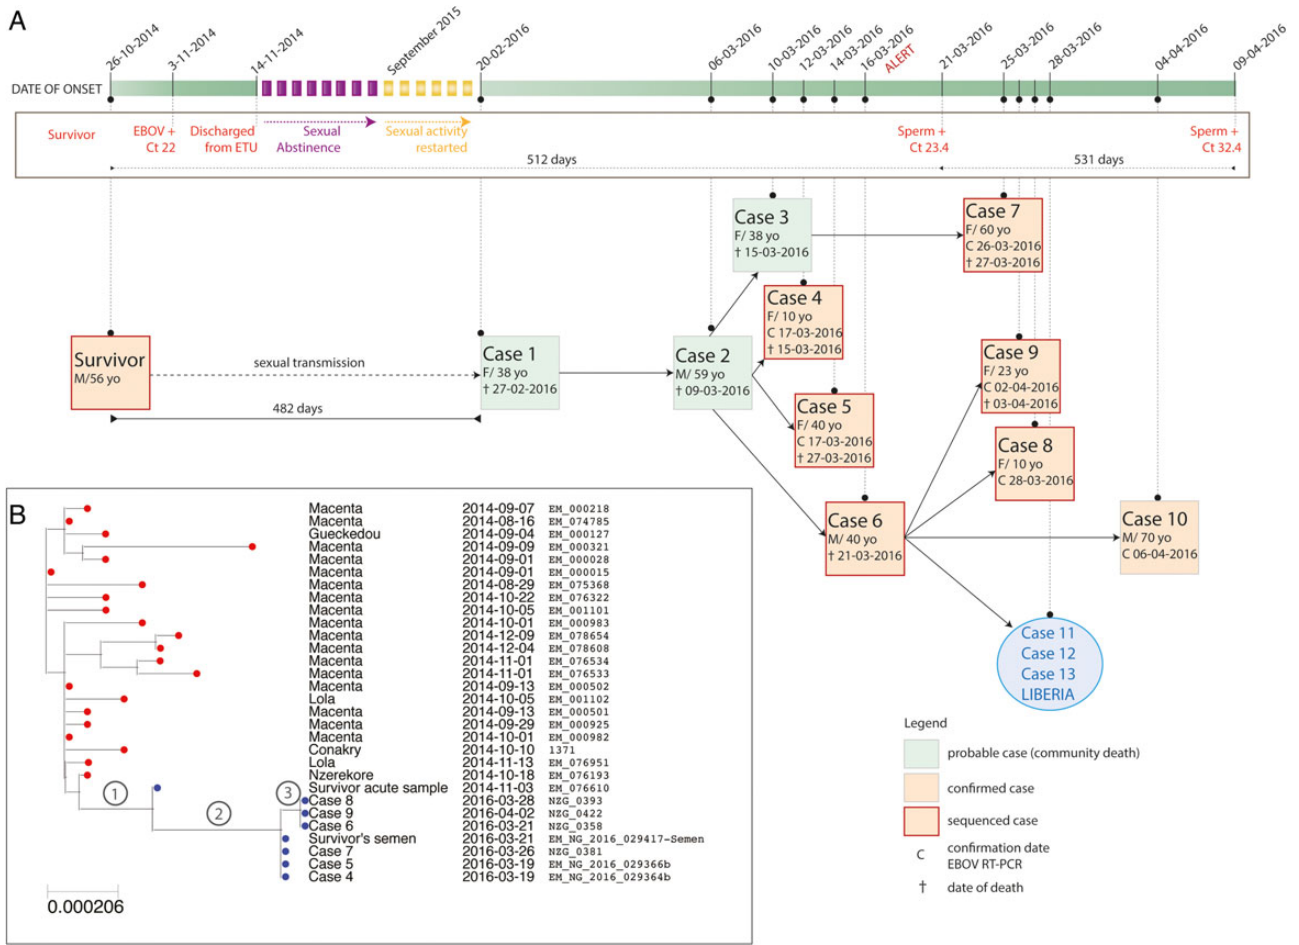 A
26-10-2014
3-11-2014
14-11-2014
September 2015
20-02-2016
06-03-2016
10-03-2016
12-03-2016
14-03-2016
16-03-2016
ALERT
21-03-2016
25-03-2016
28-03-2016
04-04-2016
09-04-2016
DATE OF ONSET
Survivor
EBOV +
Ct 22
Discharged
from ETU
Sexual
Abstinence
Sexual activity
restarted
Sperm +
Ct 23.4
Sperm +
Ct 32.4
512 days
531 days
Case 3
F/ 38 yo
† 15-03-2016
Case 7
F/ 60 yo
C 26-03-2016
† 27-03-2016
Case 4
F/ 10 yo
C 17-03-2016
† 15-03-2016
Survivor
M/56 yo
sexual transmission
482 days
Case 1
F/ 38 yo
† 27-02-2016
Case 2
M/ 59 yo
† 09-03-2016
Case 9
F/ 23 yo
C 02-04-2016
† 03-04-2016
Case 5
F/ 40 yo
C 17-03-2016
† 27-03-2016
Case 8
F/ 10 yo
C 28-03-2016
Case 6
M/ 40 yo
† 21-03-2016
Case 10
M/ 70 yo
C 06-04-2016
Case 11
Case 12
Case 13
LIBERIA
Legend
probable case (community death)
confirmed case
sequenced case
C confirmation date
EBOV RT-PCR
† date of death
B
Macenta 2014-09-07 EM_000218
Macenta 2014-08-16 EM_074785
Gueckedou 2014-09-04 EM_000127
Macenta 2014-09-09 EM_000321
Macenta 2014-09-01 EM_000028
Macenta 2014-09-01 EM_000015
Macenta 2014-08-29 EM_075368
Macenta 2014-10-22 EM_076322
Macenta 2014-10-05 EM_001101
Macenta 2014-10-01 EM_000983
Macenta 2014-12-09 EM_078654
Macenta 2014-12-04 EM_078608
Macenta 2014-11-01 EM_076534
Macenta 2014-11-01 EM_076533
Macenta 2014-09-13 EM_000502
Lola 2014-10-05 EM_001102
Macenta 2014-09-13 EM_000501
Macenta 2014-09-29 EM_000925
Macenta 2014-10-01 EM_000982
Conakry 2014-10-10 1371
Lola 2014-11-13 EM_076951
Nzerekore 2014-10-18 EM_076193
Survivor acute sample 2014-11-03 EM_076610
Case 8 2016-03-28 NZG_0393
Case 9 2016-04-02 NZG_0422
Case 6 2016-03-21 NZG_0358
Survivor's semen 2016-03-21 EM_NG_2016_029417-Semen
Case 7 2016-03-26 NZG_0381
Case 5 2016-03-19 EM_NG_2016_029366b
Case 4 2016-03-19 EM_NG_2016_029364b
1
2
3
0.000206